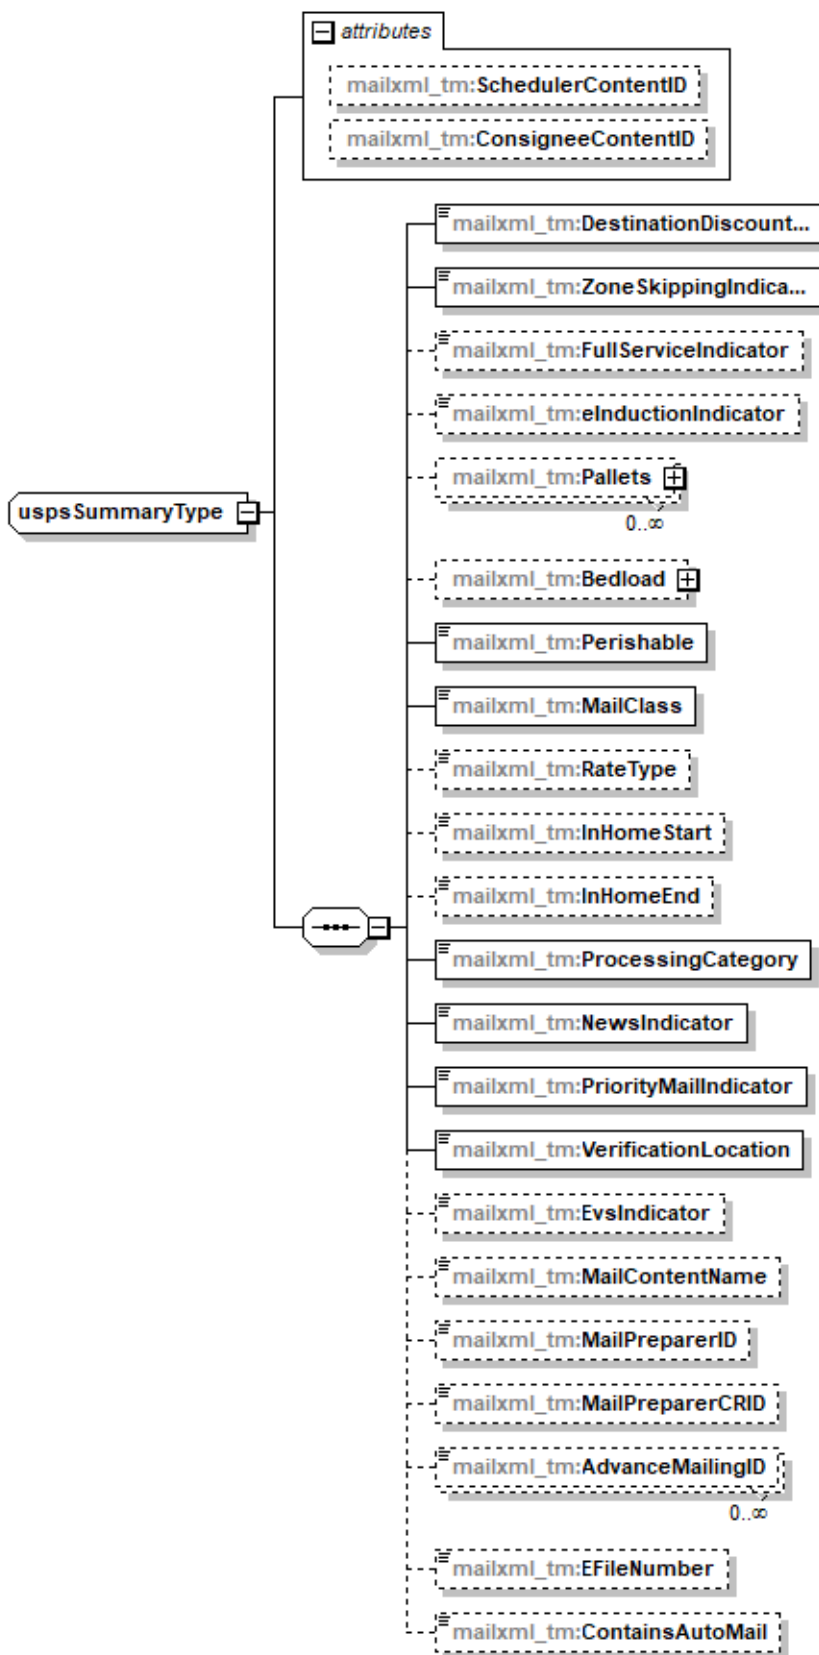 attributes
mailxml_tm:SchedulerContentID
mailxml_tm:ConsigneeContentID
mailxml_tm:DestinationDiscount...
mailxml_tm:ZoneSkippingIndica...
mailxml_tm:FullServiceIndicator
mailxml_tm:eInductionIndicator
mailxml_tm:Pallets
0..∞
uspsSummaryType
mailxml_tm:Bedload
mailxml_tm:Perishable
mailxml_tm:MailClass
mailxml_tm:RateType
mailxml_tm:InHomeStart
mailxml_tm:InHomeEnd
mailxml_tm:ProcessingCategory
mailxml_tm:NewsIndicator
mailxml_tm:PriorityMailIndicator
mailxml_tm:VerificationLocation
mailxml_tm:EvsIndicator
mailxml_tm:MailContentName
mailxml_tm:MailPreparerID
mailxml_tm:MailPreparerCRID
mailxml_tm:AdvanceMailingID
0..∞
mailxml_tm:EFileNumber
mailxml_tm:ContainsAutoMail